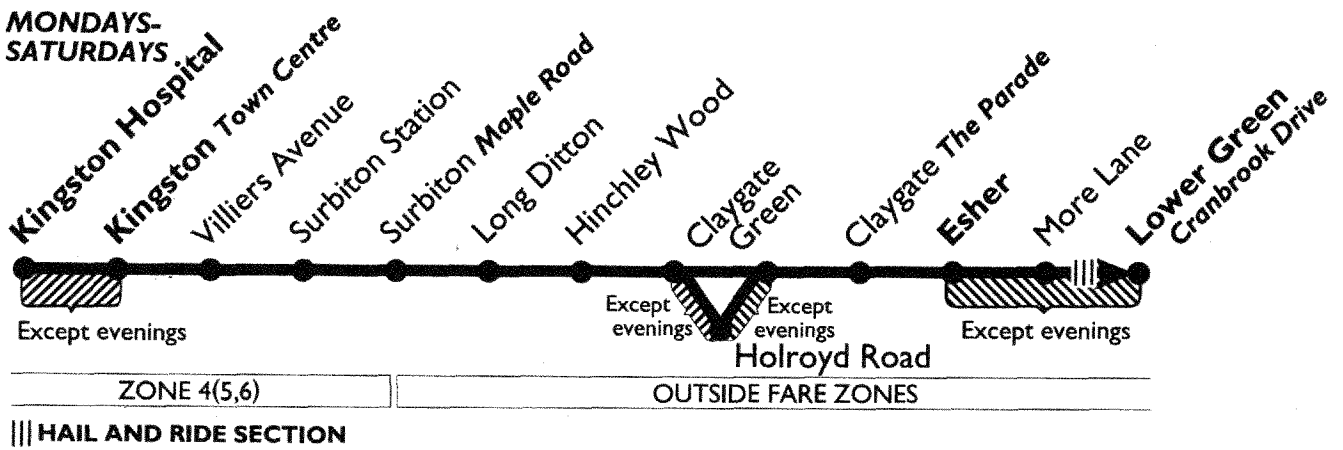 MONDAYS-
SATURDAYS
Kingston Hospital
Kingston Town Centre
Villiers Avenue
Surbiton Station
Surbiton Maple Road
Long Ditton
Hinchley Wood
Claygate
Green
Claygate The Parade
Esher
More Lane
Lower Green
Cranbrook Drive
Except evenings
Except
evenings
Except
evenings
Except evenings
Holroyd Road
ZONE 4(5,6)
OUTSIDE FARE ZONES
HAIL AND RIDE SECTION